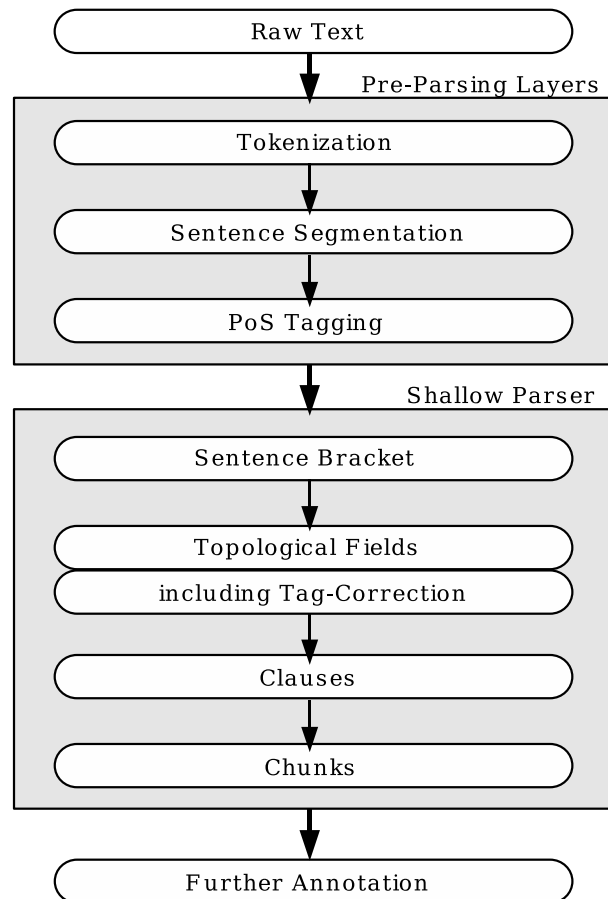 Raw Text
Pre-Parsing Layers
Tokenization
Sentence Segmentation
PoS Tagging
Shallow Parser
Sentence Bracket
Topological Fields
including Tag-Correction
Clauses
Chunks
Further Annotation